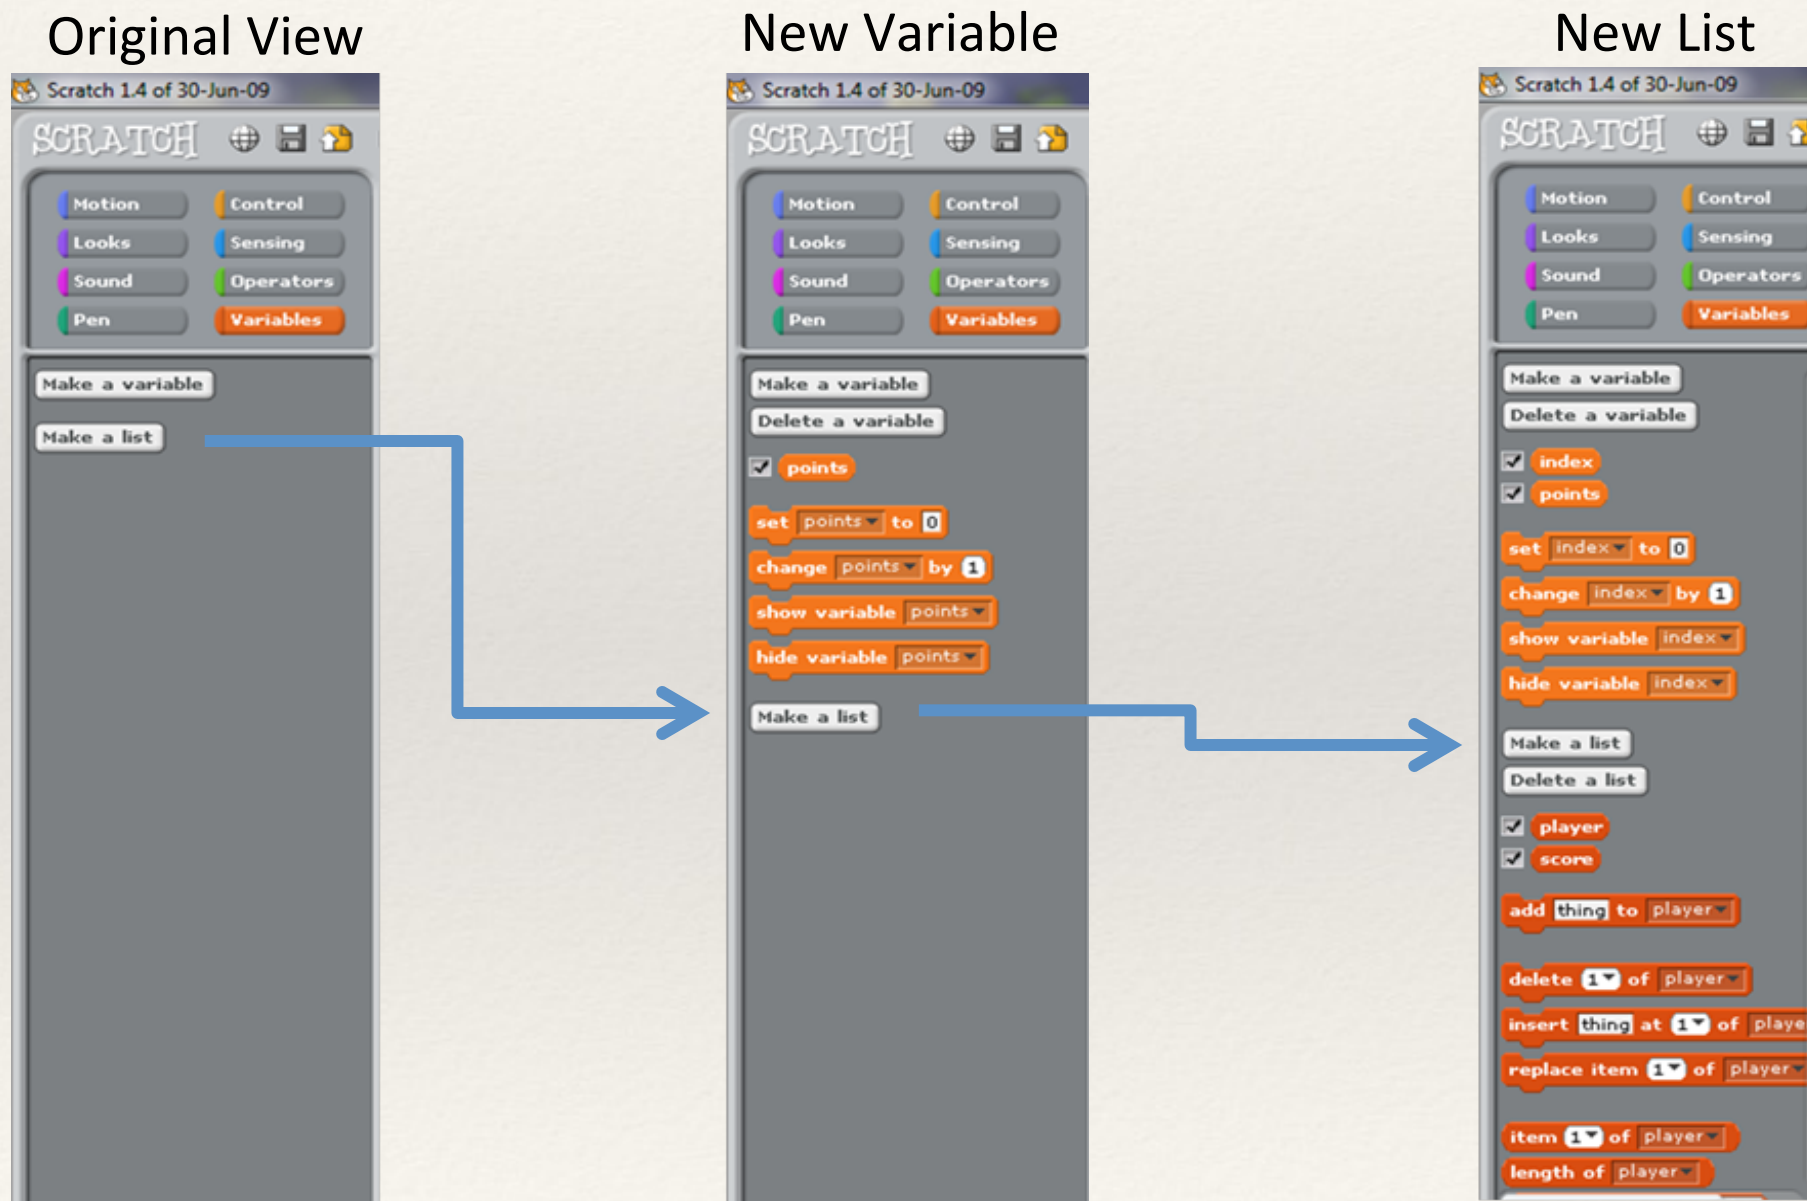 Original View
Scratch 1.4 of 30-Jun-09
SCRATCH
Motion Control
Looks Sensing
Sound Operators
Pen Variables
Make a variable
Make a list
New Variable
Scratch 1.4 of 30-Jun-09
SCRATCH
Motion Control
Looks Sensing
Sound Operators
Pen Variables
Make a variable
Delete a variable
points
set points to 0
change points by 1
show variable points
hide variable points
Make a list
New List
Scratch 1.4 of 30-Jun-09
SCRATCH
Motion Control
Looks Sensing
Sound Operators
Pen Variables
Make a variable
Delete a variable
index
points
set index to 0
change index by 1
show variable index
hide variable index
Make a list
Delete a list
player
score
add thing to player
delete 1 of player
insert thing at 1 of playe
replace item 1 of player
item 1 of player
length of player